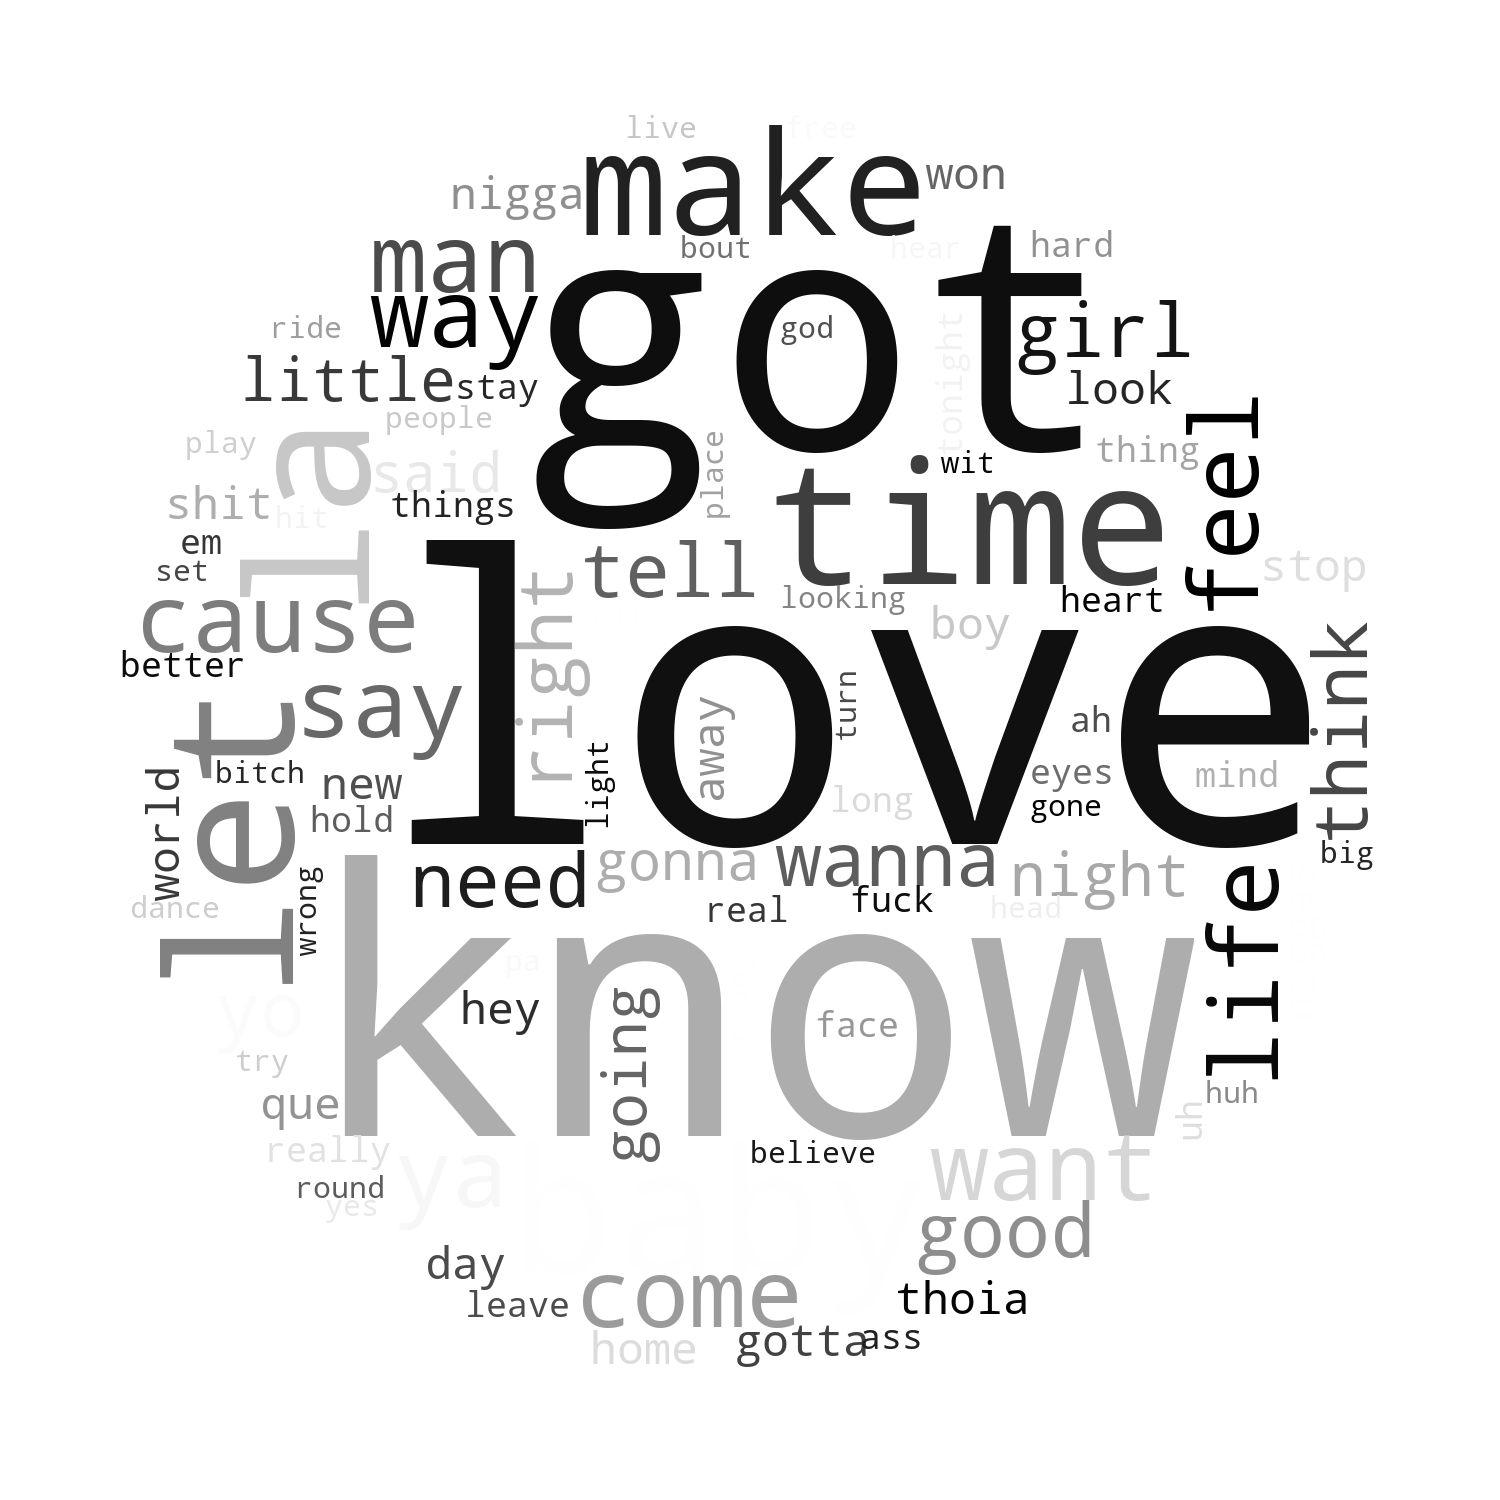 live
free
make
nigga
won
man
bout
hear
hard
got
way
ride
god
tonight
girl
little
stay
look
people
play
la
said
place
wit
thing
feel
time
shit
things
hit
em
set
tell
right
looking
heart
stop
cause
boy
love
better
say
away
turn
ah
think
let
world
bitch
new
light
long
eyes
mind
hold
gone
need
gonna
wanna
night
big
wrong
dance
real
fuck
head
life
know
pa
yo
hey
going
face
try
que
huh
uh
really
ya
baby
believe
want
round
yes
good
day
leave
come
thoia
home
gotta
ass